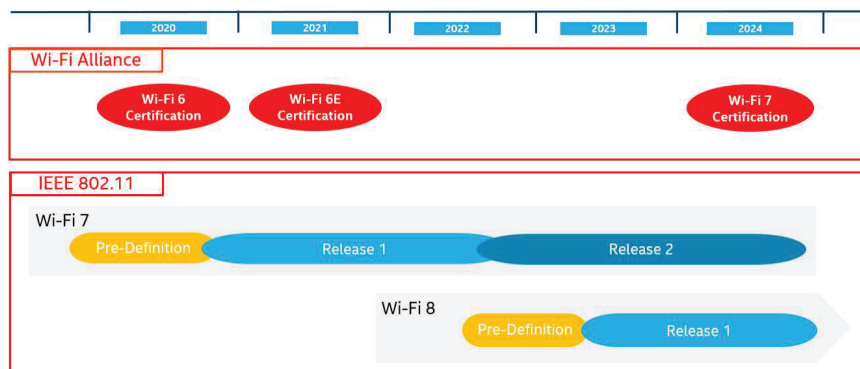 2020 2021 2022 2023 2024
Wi-Fi Alliance
Wi-Fi 6 Wi-Fi 6E Wi-Fi 7
Certification Certification Certification
IEEE 802.11
Wi-Fi 7
Pre-Definition Release 1 Release 2
Wi-Fi 8
Pre-Definition Release 1